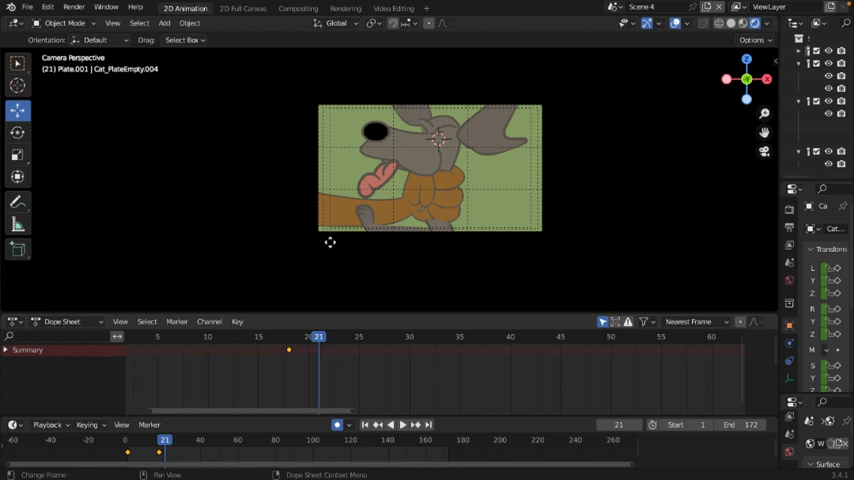 File Edit Render Window Help 2D Animation 2D Full Canvas Compositing Rendering Video Editing Scene 4 ViewLayer
Object Mode View Select Add Object Global Options
Orientation: Default Drag: Select Box
Camera Perspective
(21) Plate.001 | Cat_PlateEmpty.004
Z
X
Ca
Cat...
Transform
L
Y
Z
R
Y
Z
M
S
Y
Z
Dope Sheet View Select Marker Channel Key Nearest Frame
5 10 15 21 25 30 35 40 45 50 55 60
Summary
Playback Keying View Marker 21 Start 1 End 172
-60 -40 -20 0 21 40 60 80 100 120 140 160 180 200 220 240 260
W
Surface
Change Frame Pan View Dope Sheet Context Menu 3.4.1